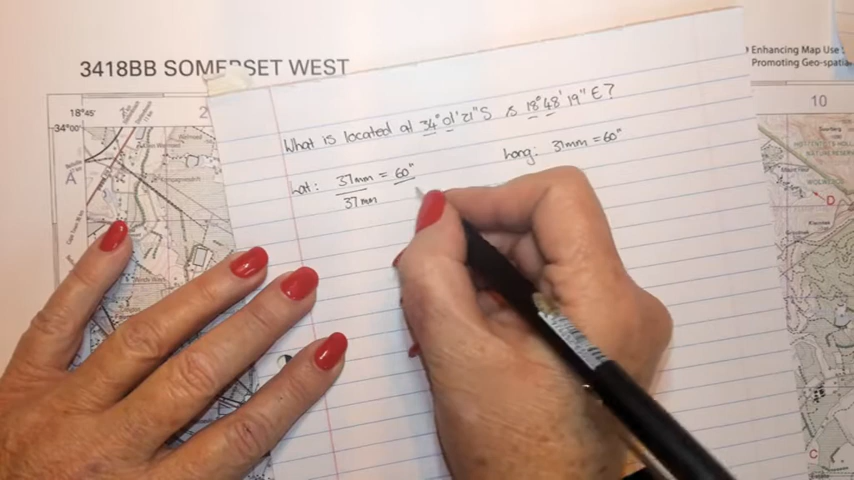 3418BB SOMERSET WEST
Enhancing Map Use
Promoting Geo-spatia
18°45'
2
10
34°00'
A
What is located at 34° 01' 21" S & 18° 48' 19" E?
Lat: 37mm = 60"
Long: 31mm = 60"
37mm
D
C